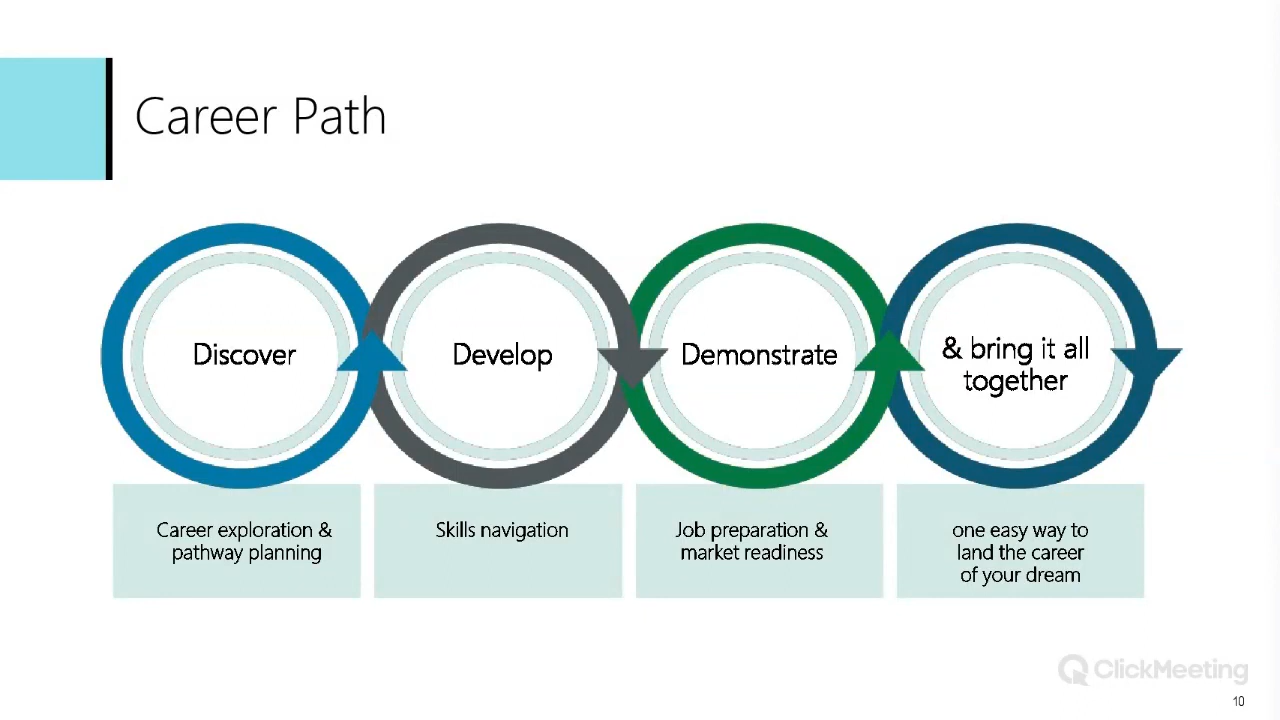 Career Path
Discover
Develop
Demonstrate
& bring it all
together
Career exploration &
pathway planning
Skills navigation
Job preparation &
market readiness
one easy way to
land the career
of your dream
ClickMeeting
10